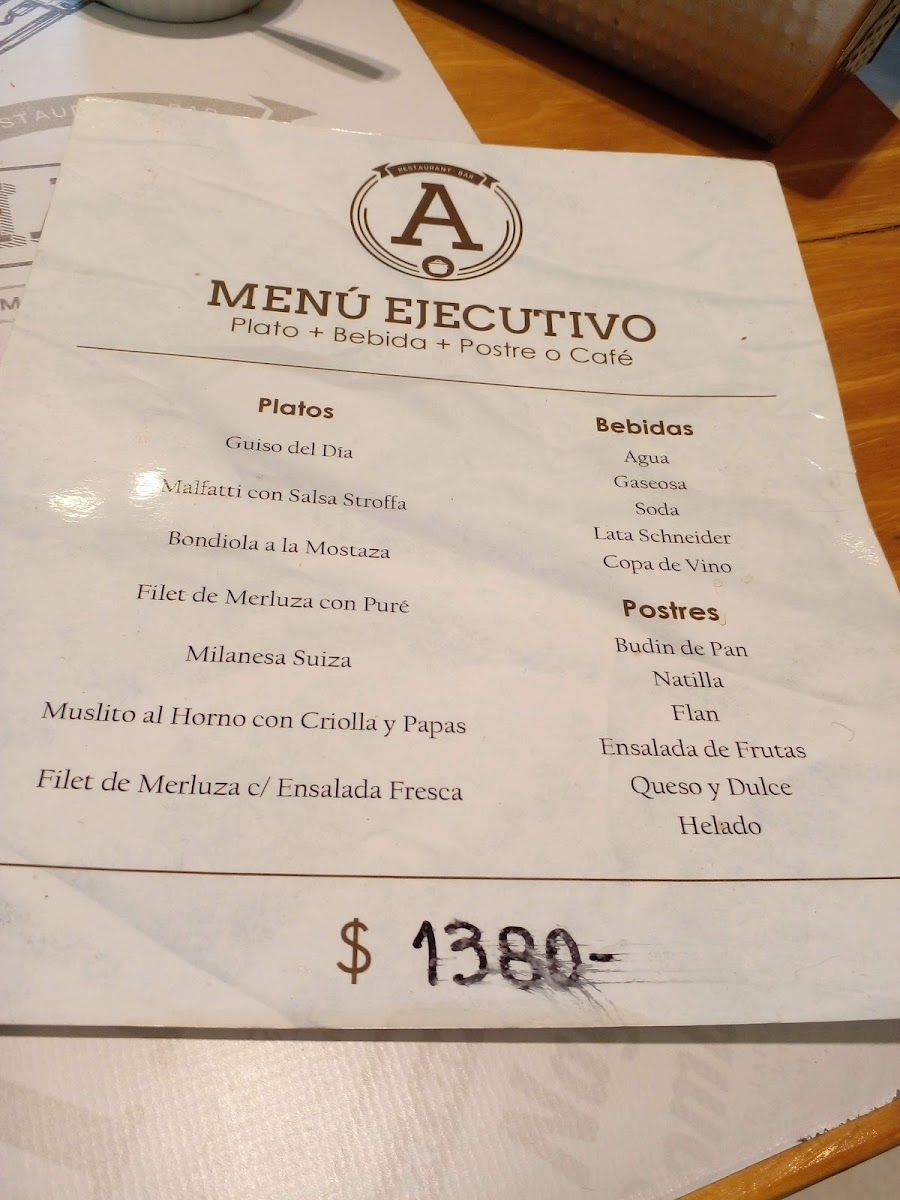 RESTAURANT BAR
A
MENÚ EJECUTIVO
Plato + Bebida + Postre o Café
Platos
Guiso del Día
Malfatti con Salsa Stroffa
Bondiola a la Mostaza
Filet de Merluza con Puré
Milanesa Suiza
Muslito al Horno con Criolla y Papas
Filet de Merluza c/ Ensalada Fresca
Bebidas
Agua
Gaseosa
Soda
Lata Schneider
Copa de Vino
Postres
Budin de Pan
Natilla
Flan
Ensalada de Frutas
Queso y Dulce
Helado
$ 1380-